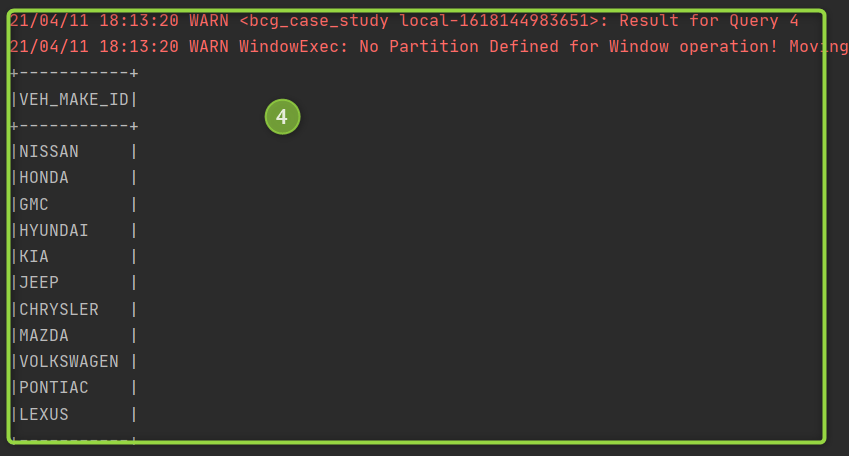 21/04/11 18:13:20 WARN <bcg_case_study local-1618144983651>: Result for Query 4
21/04/11 18:13:20 WARN WindowExec: No Partition Defined for Window operation! Moving
+-----------+
|VEH_MAKE_ID|
+-----------+
4
|NISSAN     |
|HONDA      |
|GMC        |
|HYUNDAI    |
|KIA        |
|JEEP       |
|CHRYSLER   |
|MAZDA      |
|VOLKSWAGEN |
|PONTIAC    |
|LEXUS      |
+-----------+